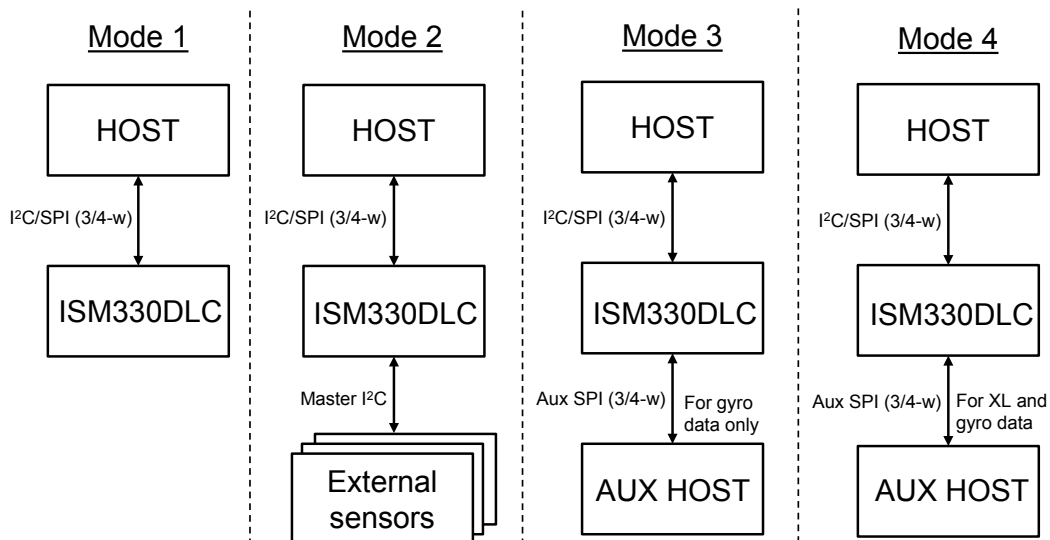 Mode 1
HOST
I²C/SPI (3/4-w)
ISM330DLC
Mode 2
HOST
I²C/SPI (3/4-w)
ISM330DLC
Master I²C
External
sensors
Mode 3
HOST
I²C/SPI (3/4-w)
ISM330DLC
Aux SPI (3/4-w)
For gyro
data only
AUX HOST
Mode 4
HOST
I²C/SPI (3/4-w)
ISM330DLC
Aux SPI (3/4-w)
For XL and
gyro data
AUX HOST